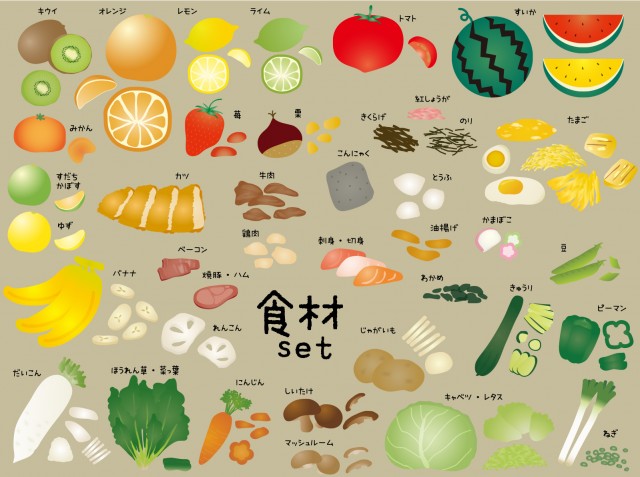 キウイ
オレンジ
レモン
ライム
トマト
すいか
みかん
苺
栗
きくらげ
紅しょうが
のり
たまご
すだち
かぼす
カツ
牛肉
こんにゃく
とうふ
ゆず
鶏肉
刺身・切身
油揚げ
かまぼこ
豆
バナナ
ベーコン
焼豚・ハム
れんこん
わかめ
きゅうり
ピーマン
食材
set
じゃがいも
だいこん
ほうれん草・菜っ葉
にんじん
しいたけ
マッシュルーム
キャベツ・レタス
ねぎ